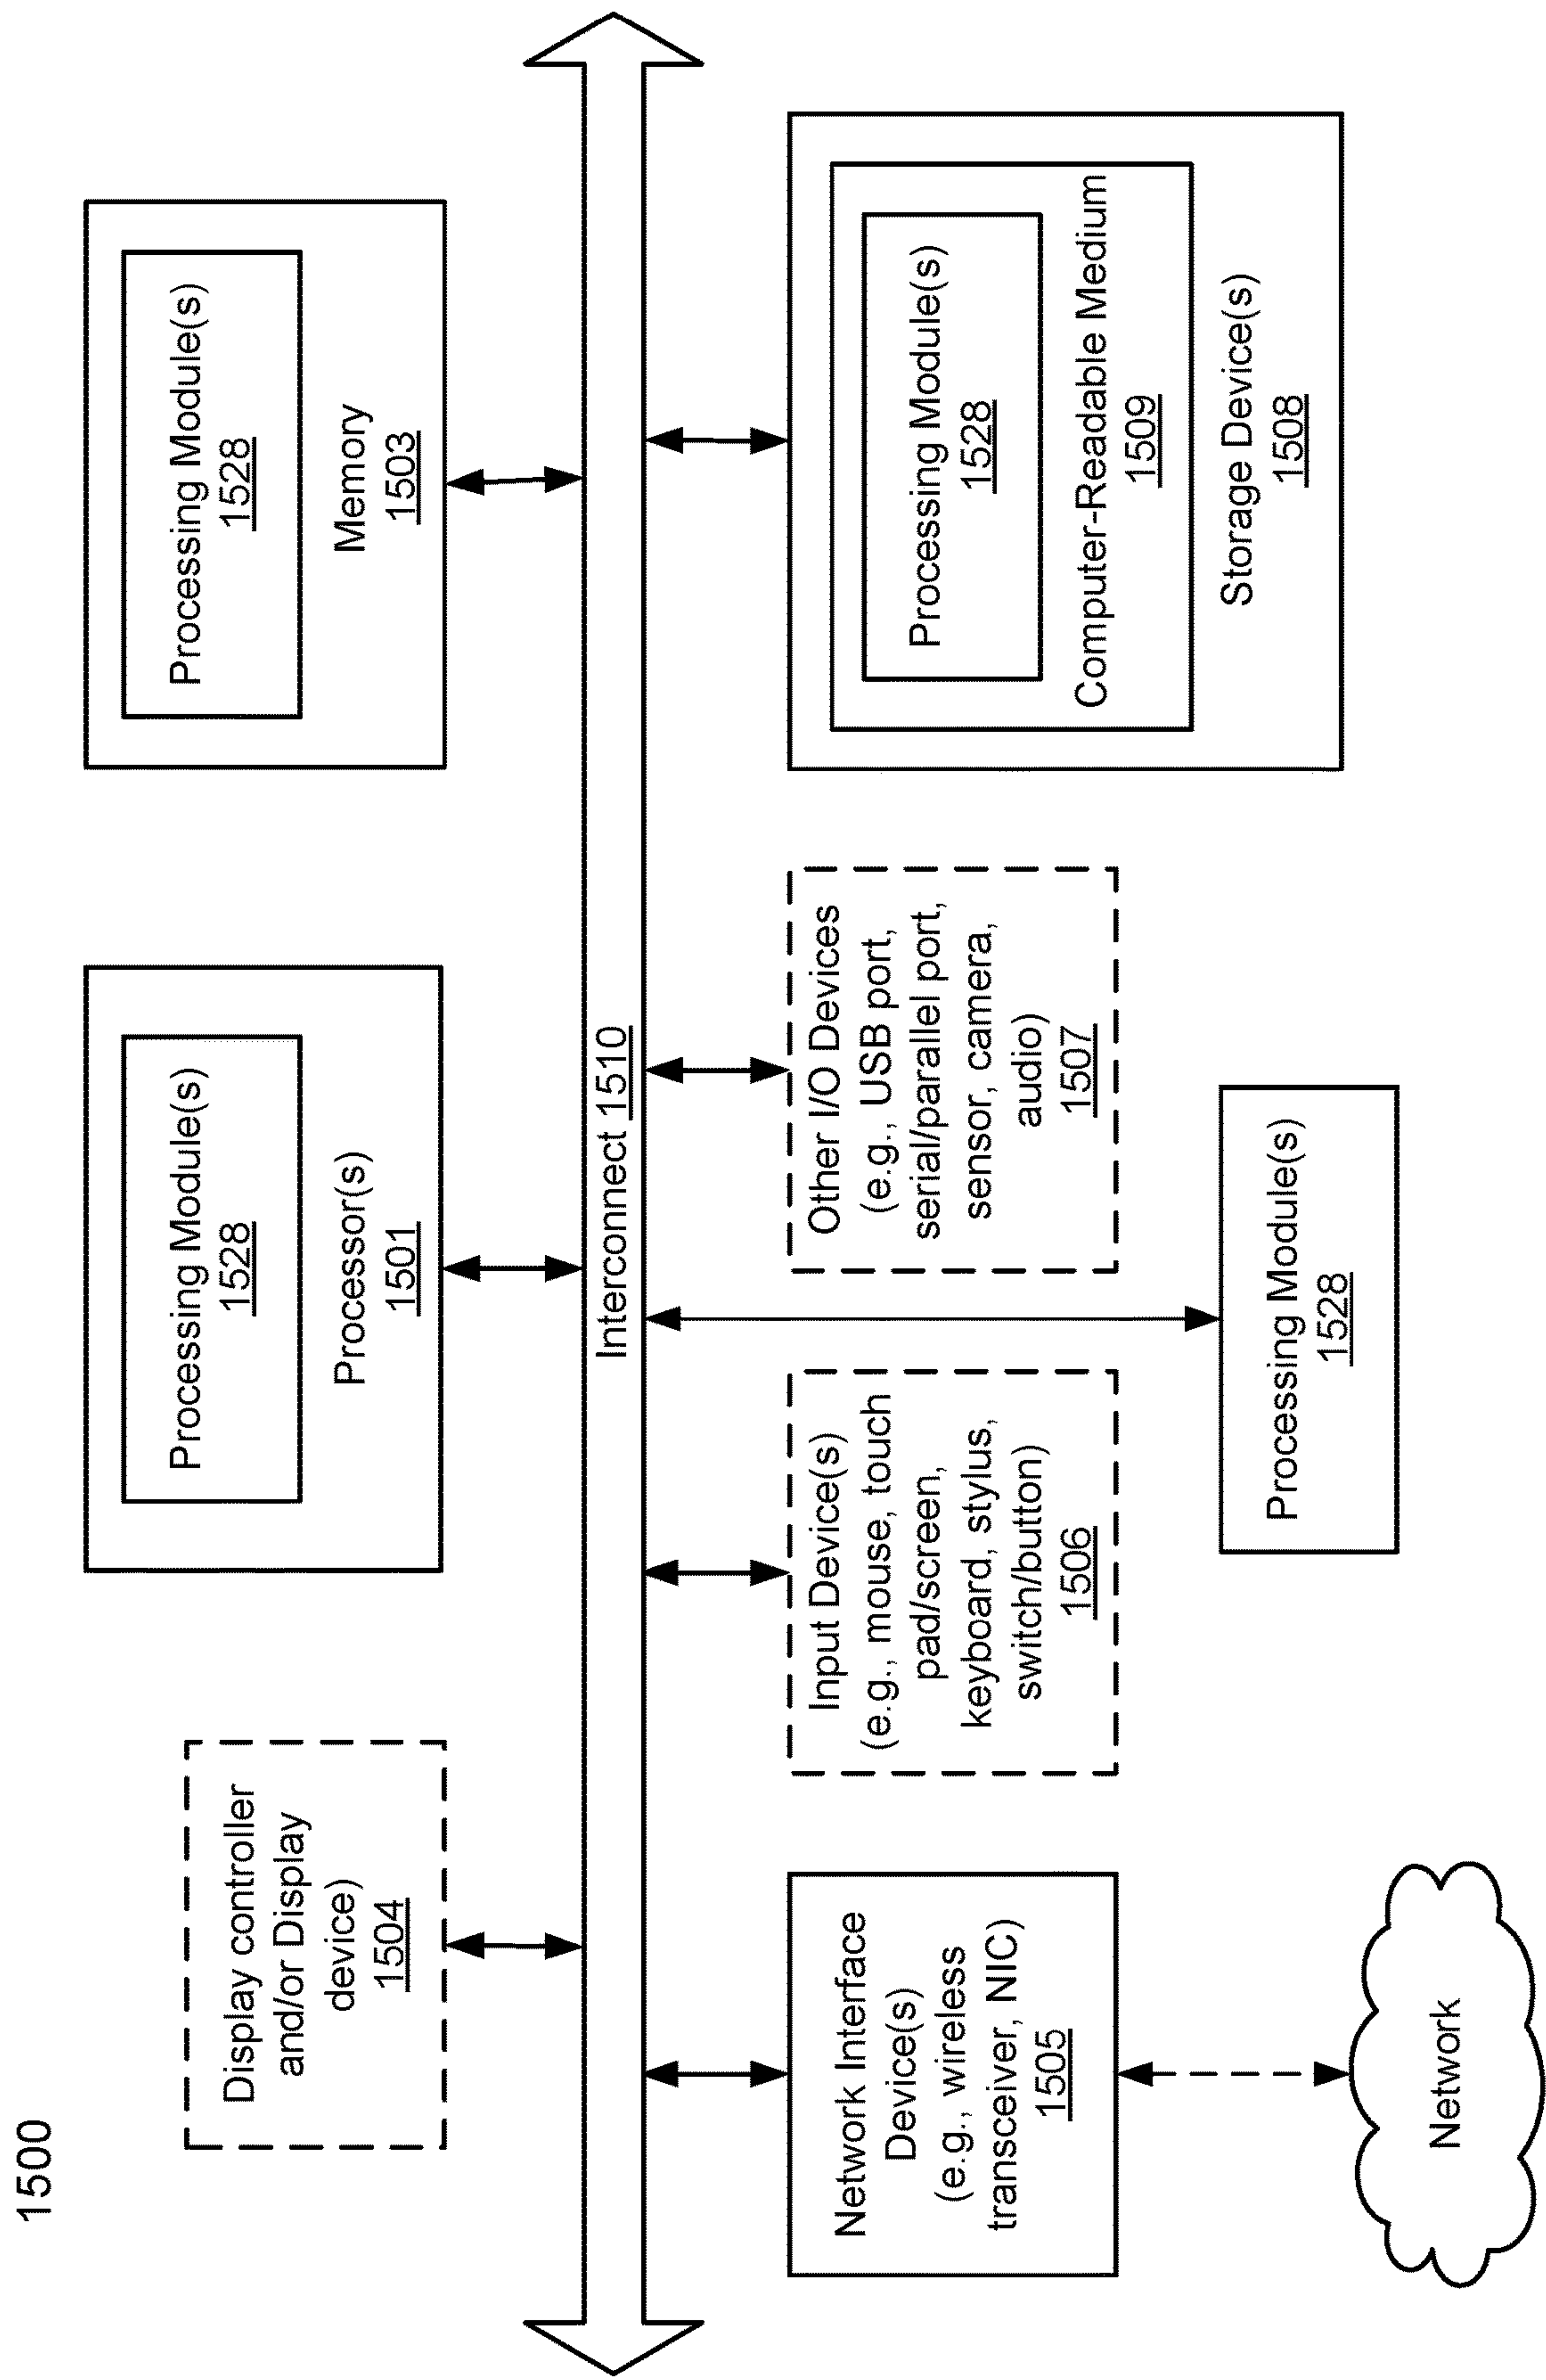 1500
Display controller
and/or Display
device)
1504
Processing Module(s)
1528
Processor(s)
1501
Processing Module(s)
1528
Memory
1503
Interconnect 1510
Network Interface
Device(s)
(e.g., wireless
transceiver, NIC)
1505
Input Device(s)
(e.g., mouse, touch
pad/screen,
keyboard, stylus,
switch/button)
1506
Other I/O Devices
(e.g., USB port,
serial/parallel port,
sensor, camera,
audio)
1507
Processing Module(s)
1528
Computer-Readable Medium
1509
Storage Device(s)
1508
Network
Processing Module(s)
1528